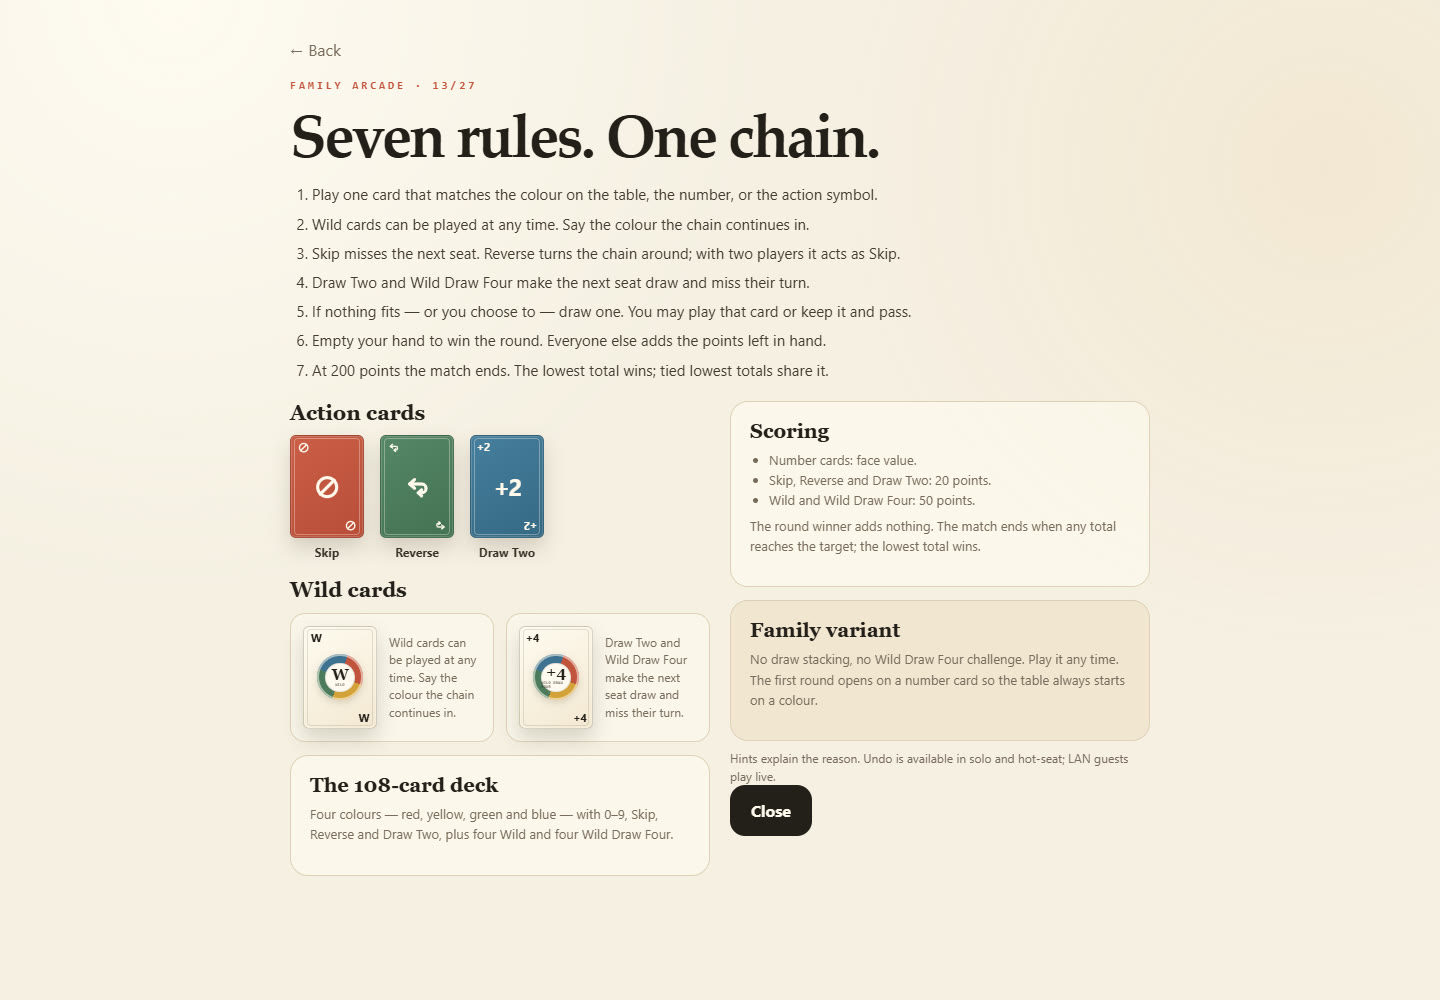 ← Back
FAMILY ARCADE · 13/27
Seven rules. One chain.
1. Play one card that matches the colour on the table, the number, or the action symbol.
2. Wild cards can be played at any time. Say the colour the chain continues in.
3. Skip misses the next seat. Reverse turns the chain around; with two players it acts as Skip.
4. Draw Two and Wild Draw Four make the next seat draw and miss their turn.
5. If nothing fits — or you choose to — draw one. You may play that card or keep it and pass.
6. Empty your hand to win the round. Everyone else adds the points left in hand.
7. At 200 points the match ends. The lowest total wins; tied lowest totals share it.
Action cards
+2
+2
+2
Skip
Reverse
Draw Two
Wild cards
W
W
WILD
W
Wild cards can
be played at any
time. Say the
colour the chain
continues in.
+4
+4
WILD DRAW
FOUR
+4
Draw Two and
Wild Draw Four
make the next
seat draw and
miss their turn.
The 108-card deck
Four colours — red, yellow, green and blue — with 0–9, Skip,
Reverse and Draw Two, plus four Wild and four Wild Draw Four.
Scoring
• Number cards: face value.
• Skip, Reverse and Draw Two: 20 points.
• Wild and Wild Draw Four: 50 points.
The round winner adds nothing. The match ends when any total
reaches the target; the lowest total wins.
Family variant
No draw stacking, no Wild Draw Four challenge. Play it any time.
The first round opens on a number card so the table always starts
on a colour.
Hints explain the reason. Undo is available in solo and hot-seat; LAN guests
play live.
Close